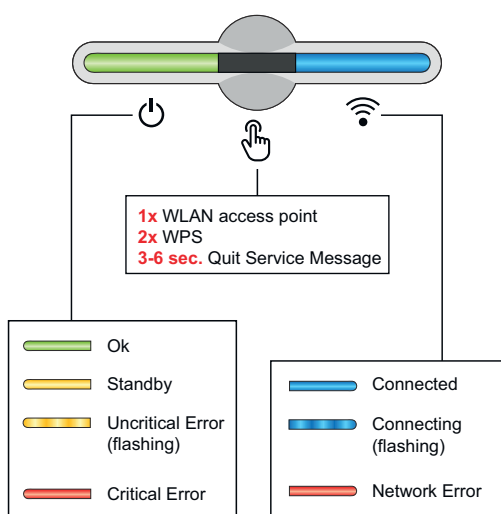 1x WLAN access point
2x WPS
3-6 sec. Quit Service Message
Ok
Standby
Uncritical Error
(flashing)
Critical Error
Connected
Connecting
(flashing)
Network Error